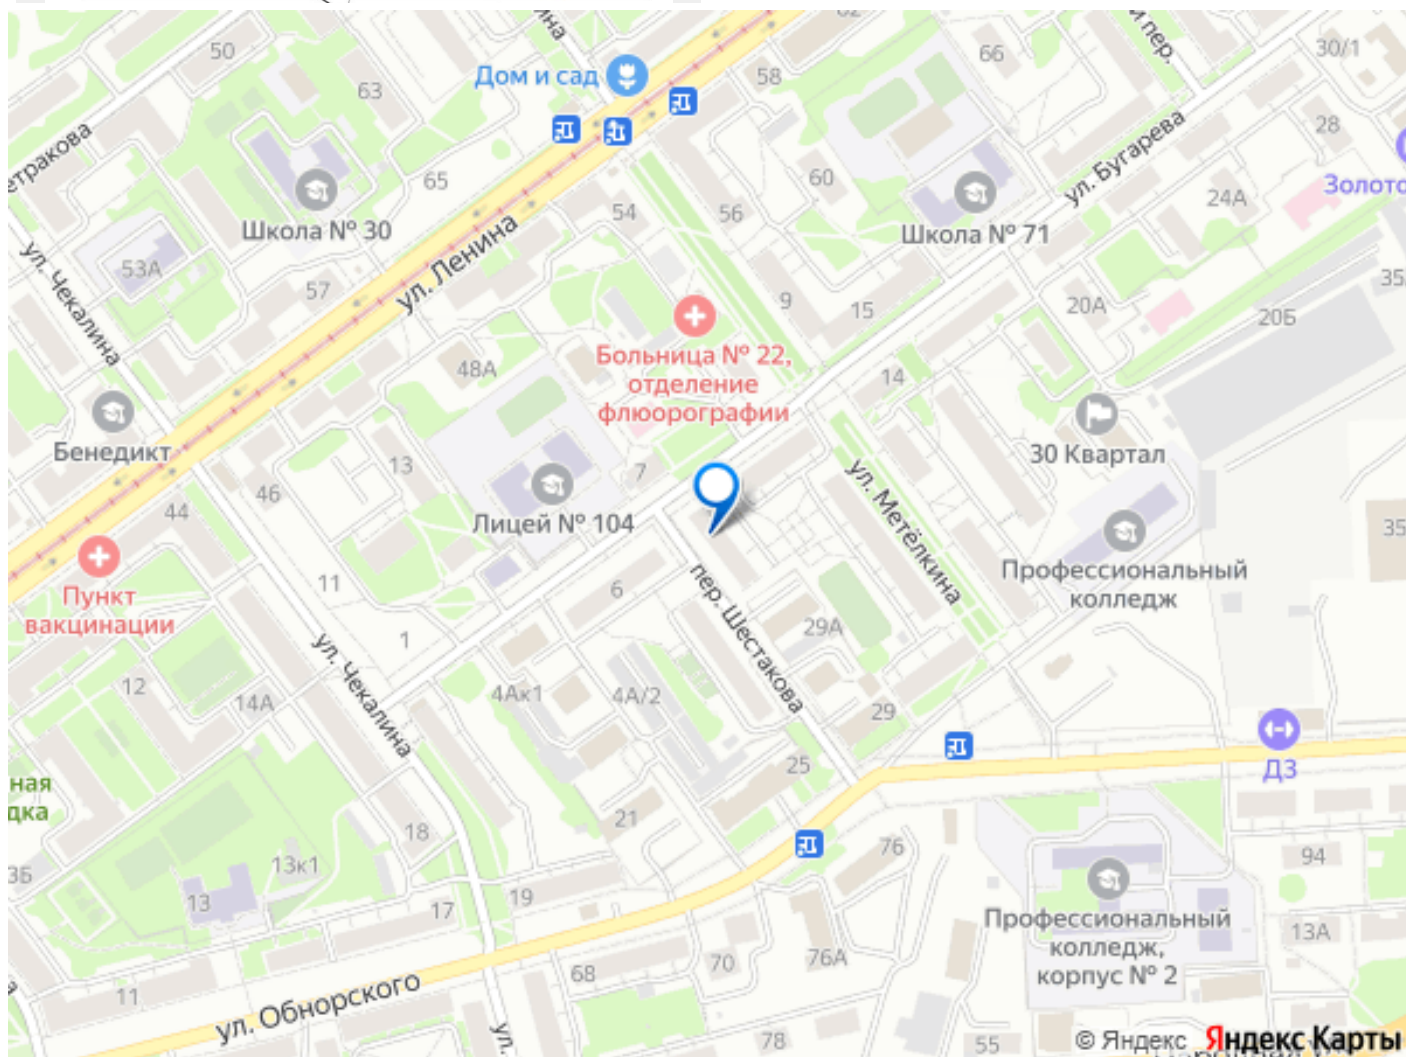 50
63
Дом и сад
58
66
й пер.
30/1
28
етракова
65
54
56
60
ул. Бугарева
24А
Золото
Школа № 30
Школа № 71
53А
57
ул. Ленина
ул. Чекалина
9
15
20А
20Б
35
48А
Больница № 22,
отделение
флюорографии
14
Бенедикт
13
46
44
7
30 Квартал
Лицей № 104
ул. Метёлкина
35
Пункт
вакцинации
11
1
6
пер. Шестакова
Профессиональный
колледж
29А
ул. Чекалина
12
14А
4Ак1
4А/2
29
25
ДЗ
ная
дка
18
21
76
13к1
13
94
17
19
Профессиональный
колледж,
корпус № 2
13А
11
68
70
76А
ул. Обнорского
ул.
78
55
© Яндекс Яндекс Карты